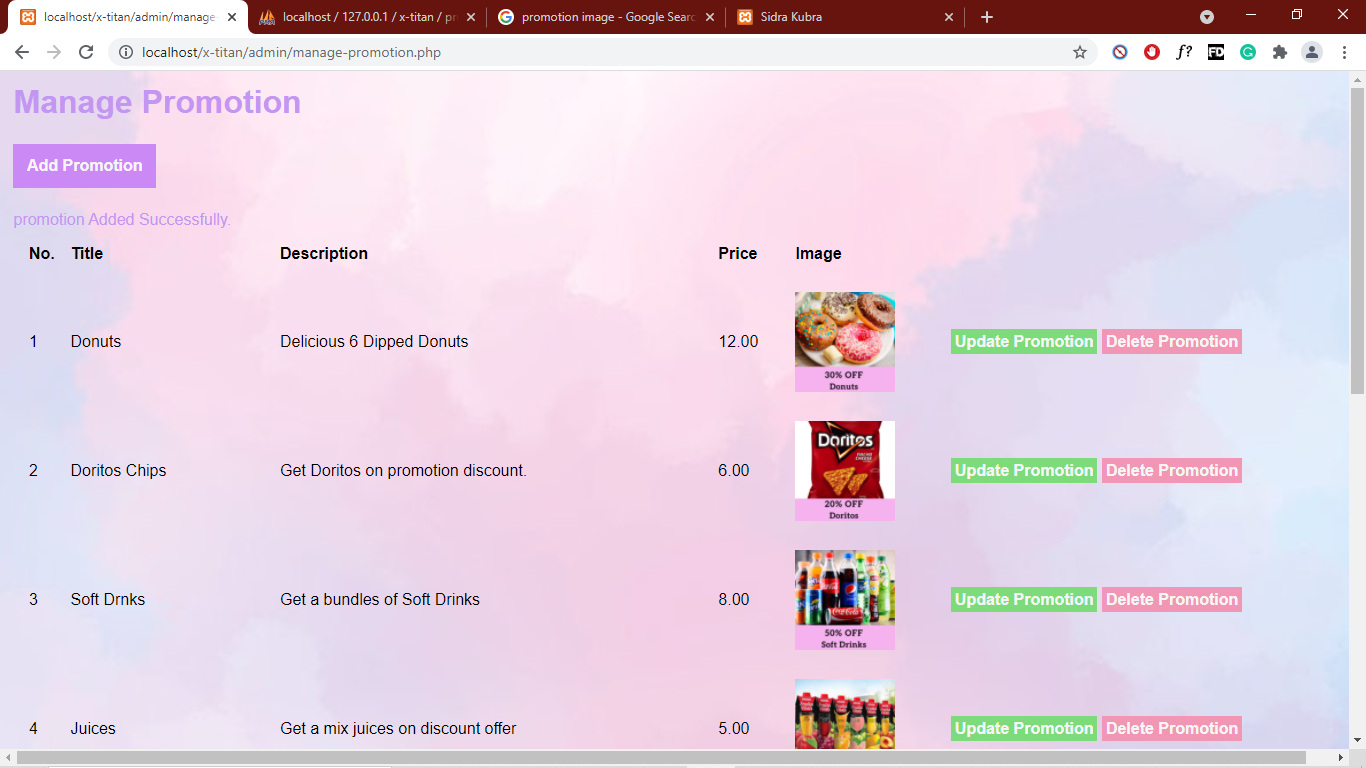 localhost/x-titan/admin/manage-
localhost / 127.0.0.1 / x-titan / pr
promotion image - Google Searc
Sidra Kubra
localhost/x-titan/admin/manage-promotion.php
f?
FD
Manage Promotion
Add Promotion
promotion Added Successfully.
No. Title Description Price Image
1 Donuts Delicious 6 Dipped Donuts 12.00 Update Promotion Delete Promotion
30% OFF
Donuts
Doritos
2 Doritos Chips Get Doritos on promotion discount. 6.00 Update Promotion Delete Promotion
20% OFF
Doritos
3 Soft Drnks Get a bundles of Soft Drinks 8.00 Update Promotion Delete Promotion
Coca-Cola
50% OFF
Soft Drinks
4 Juices Get a mix juices on discount offer 5.00 Update Promotion Delete Promotion